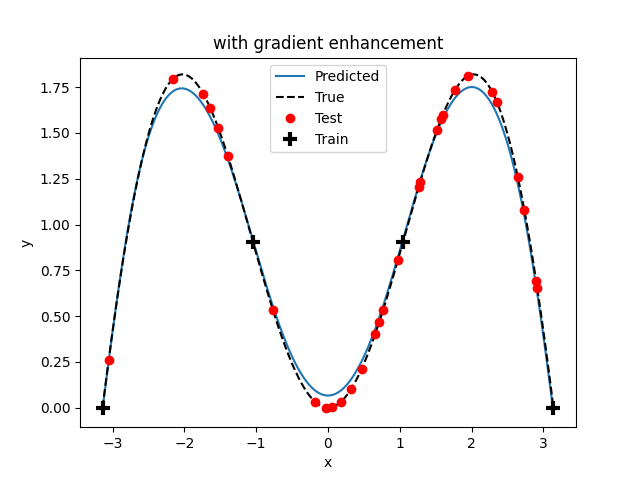 with gradient enhancement
Predicted
True
Test
Train
y
1.75
1.50
1.25
1.00
0.75
0.50
0.25
0.00
−3
−2
−1
0
1
2
3
x